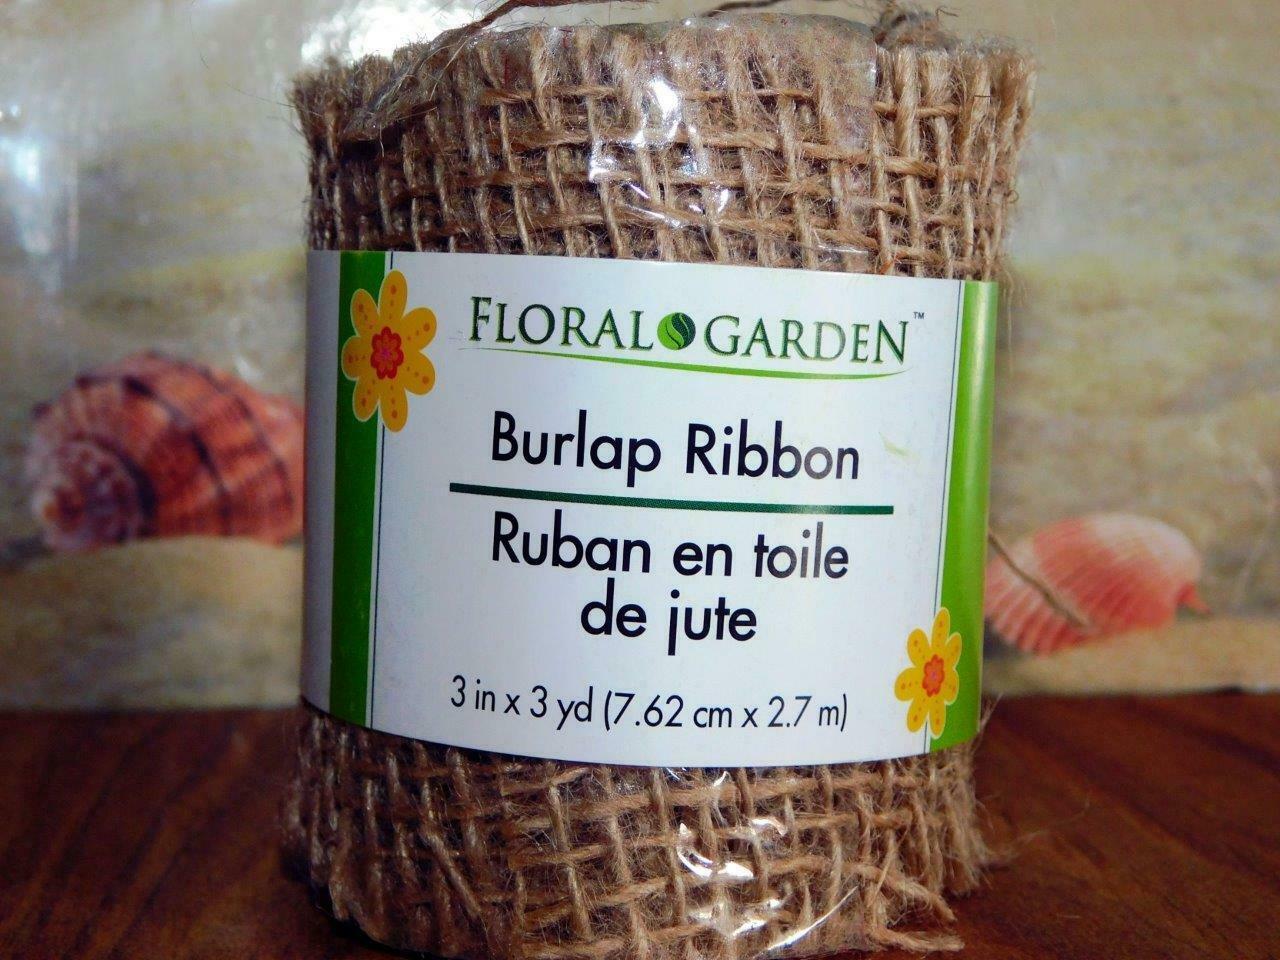 FLORAL GARDEN™
Burlap Ribbon
Ruban en toile
de jute
3 in x 3 yd (7.62 cm x 2.7 m)